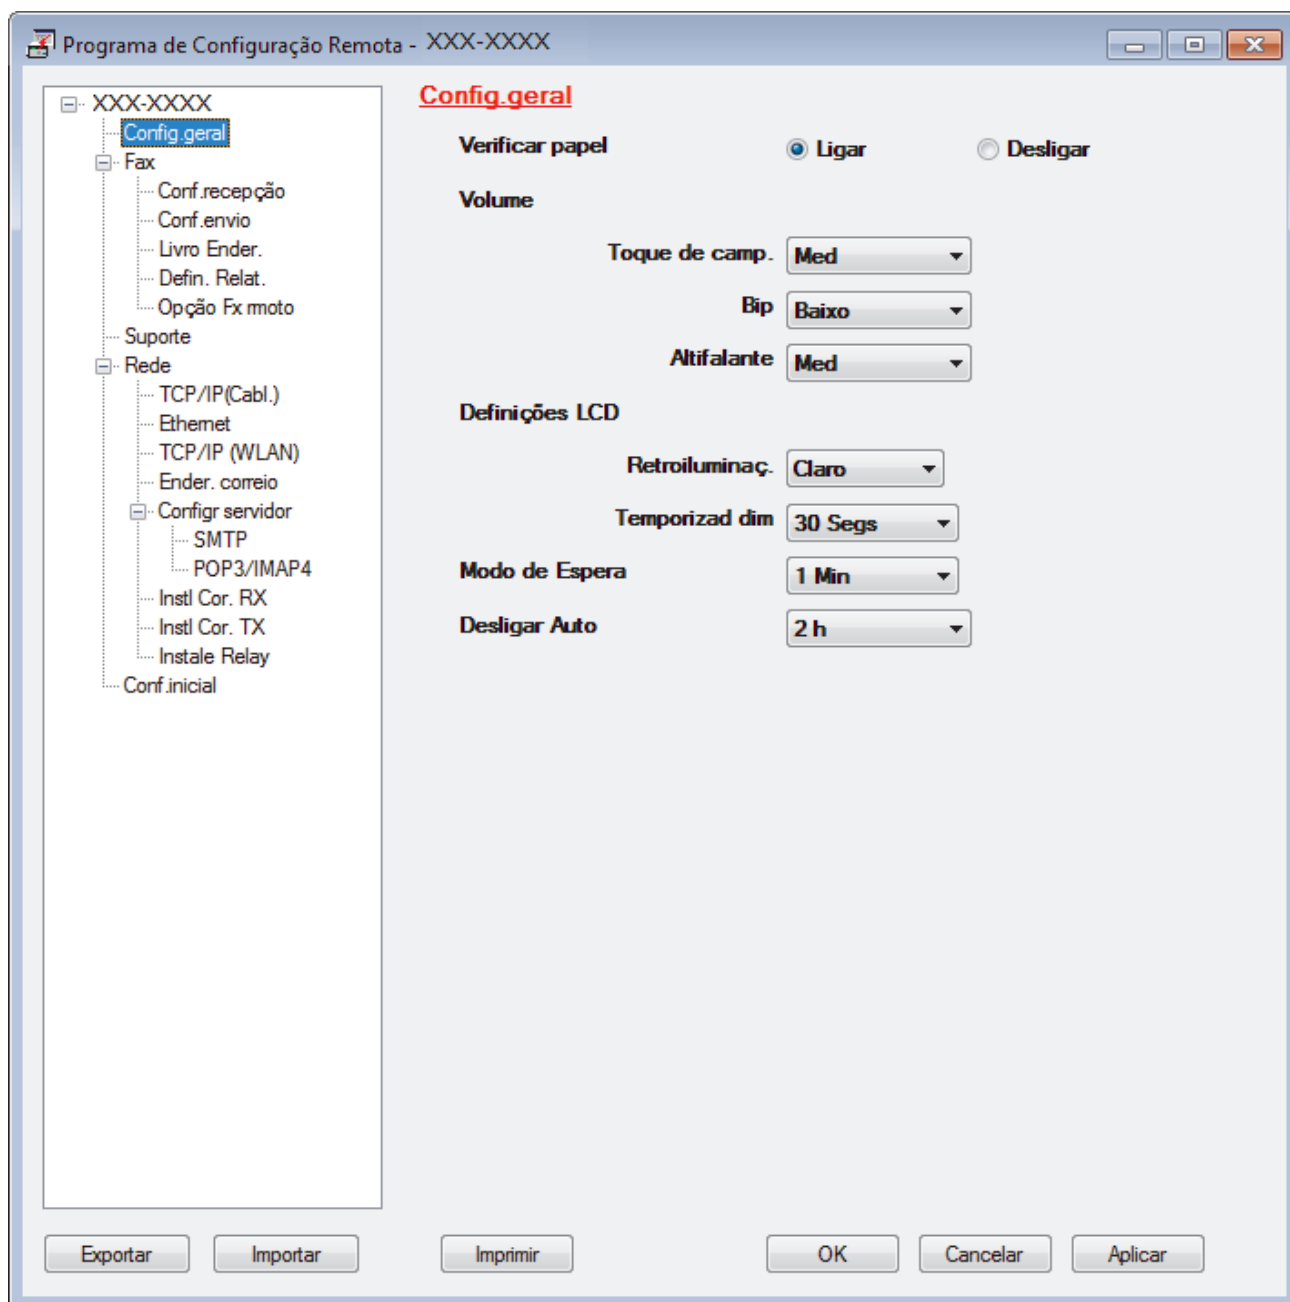 Programa de Configuração Remota - XXX-XXXX
XXX-XXXX
Config.geral
Fax
Conf.recepção
Conf.envio
Livro Ender.
Defin. Relat.
Opção Fx rmoto
Suporte
Rede
TCP/IP(Cabl.)
Ethernet
TCP/IP (WLAN)
Ender. correio
Configr servidor
SMTP
POP3/IMAP4
Instl Cor. RX
Instl Cor. TX
Instale Relay
Conf.inicial
Config.geral
Verificar papel Ligar Desligar
Volume
Toque de camp. Med
Bip Baixo
Altifalante Med
Definições LCD
Retroiluminaç. Claro
Temporizad dim 30 Segs
Modo de Espera 1 Min
Desligar Auto 2 h
Exportar Importar Imprimir OK Cancelar Aplicar